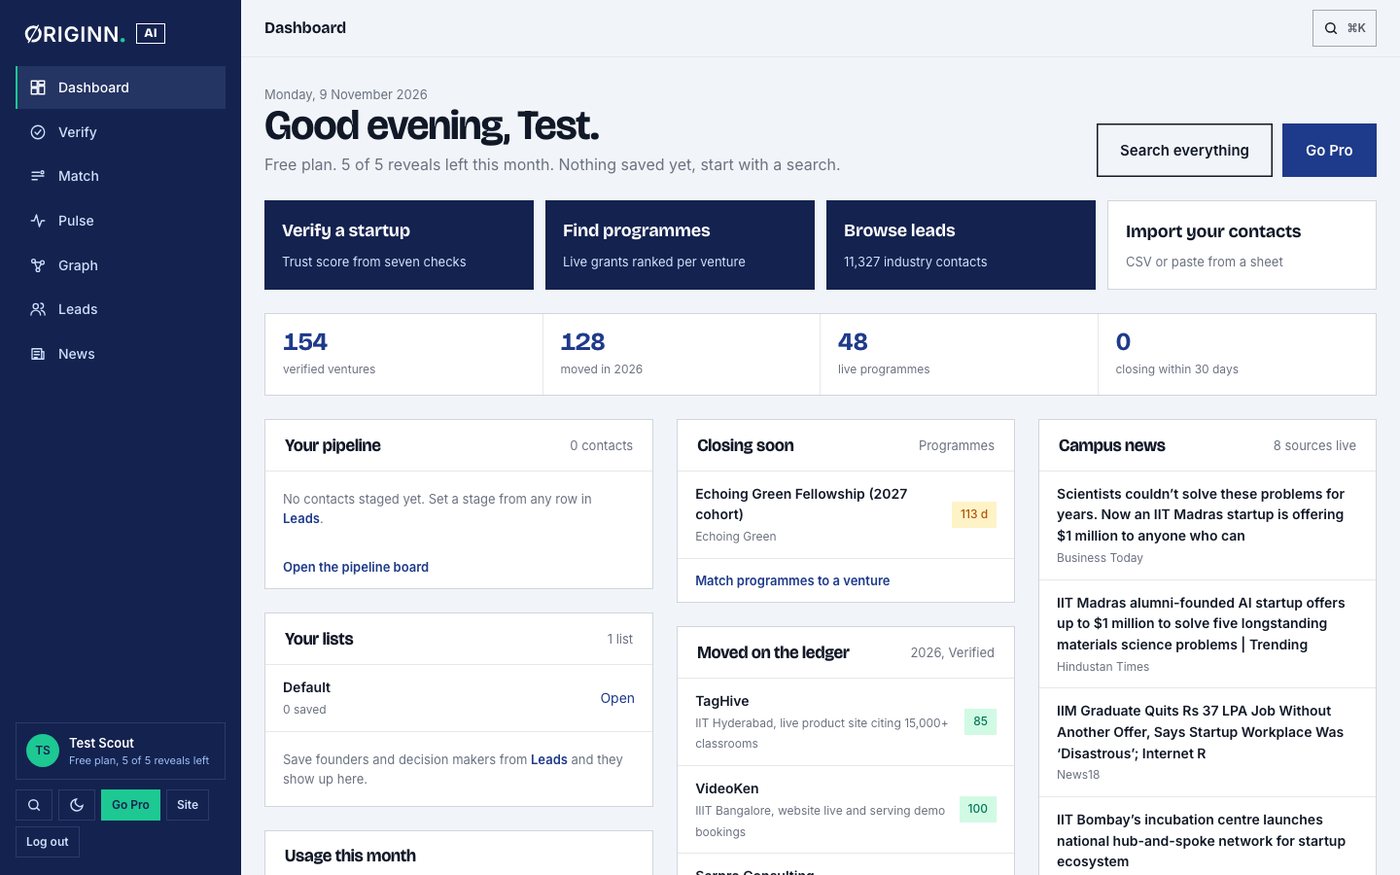 ØRIGINN. AI
Dashboard
Verify
Match
Pulse
Graph
Leads
News
TS
Test Scout
Free plan, 5 of 5 reveals left
Go Pro
Site
Log out
Dashboard
⌘K
Monday, 9 November 2026
Good evening, Test.
Free plan. 5 of 5 reveals left this month. Nothing saved yet, start with a search.
Search everything
Go Pro
Verify a startup
Trust score from seven checks
Find programmes
Live grants ranked per venture
Browse leads
11,327 industry contacts
Import your contacts
CSV or paste from a sheet
154
verified ventures
128
moved in 2026
48
live programmes
0
closing within 30 days
Your pipeline
0 contacts
No contacts staged yet. Set a stage from any row in
Leads.
Open the pipeline board
Your lists
1 list
Default
0 saved
Open
Save founders and decision makers from Leads and they
show up here.
Usage this month
Closing soon
Programmes
Echoing Green Fellowship (2027
cohort)
Echoing Green
113 d
Match programmes to a venture
Moved on the ledger
2026, Verified
TagHive
IIT Hyderabad, live product site citing 15,000+
classrooms
85
VideoKen
IIIT Bangalore, website live and serving demo
bookings
100
Campus news
8 sources live
Scientists couldn’t solve these problems for
years. Now an IIT Madras startup is offering
$1 million to anyone who can
Business Today
IIT Madras alumni-founded AI startup offers
up to $1 million to solve five longstanding
materials science problems | Trending
Hindustan Times
IIM Graduate Quits Rs 37 LPA Job Without
Another Offer, Says Startup Workplace Was
‘Disastrous’; Internet R
News18
IIT Bombay’s incubation centre launches
national hub-and-spoke network for startup
ecosystem